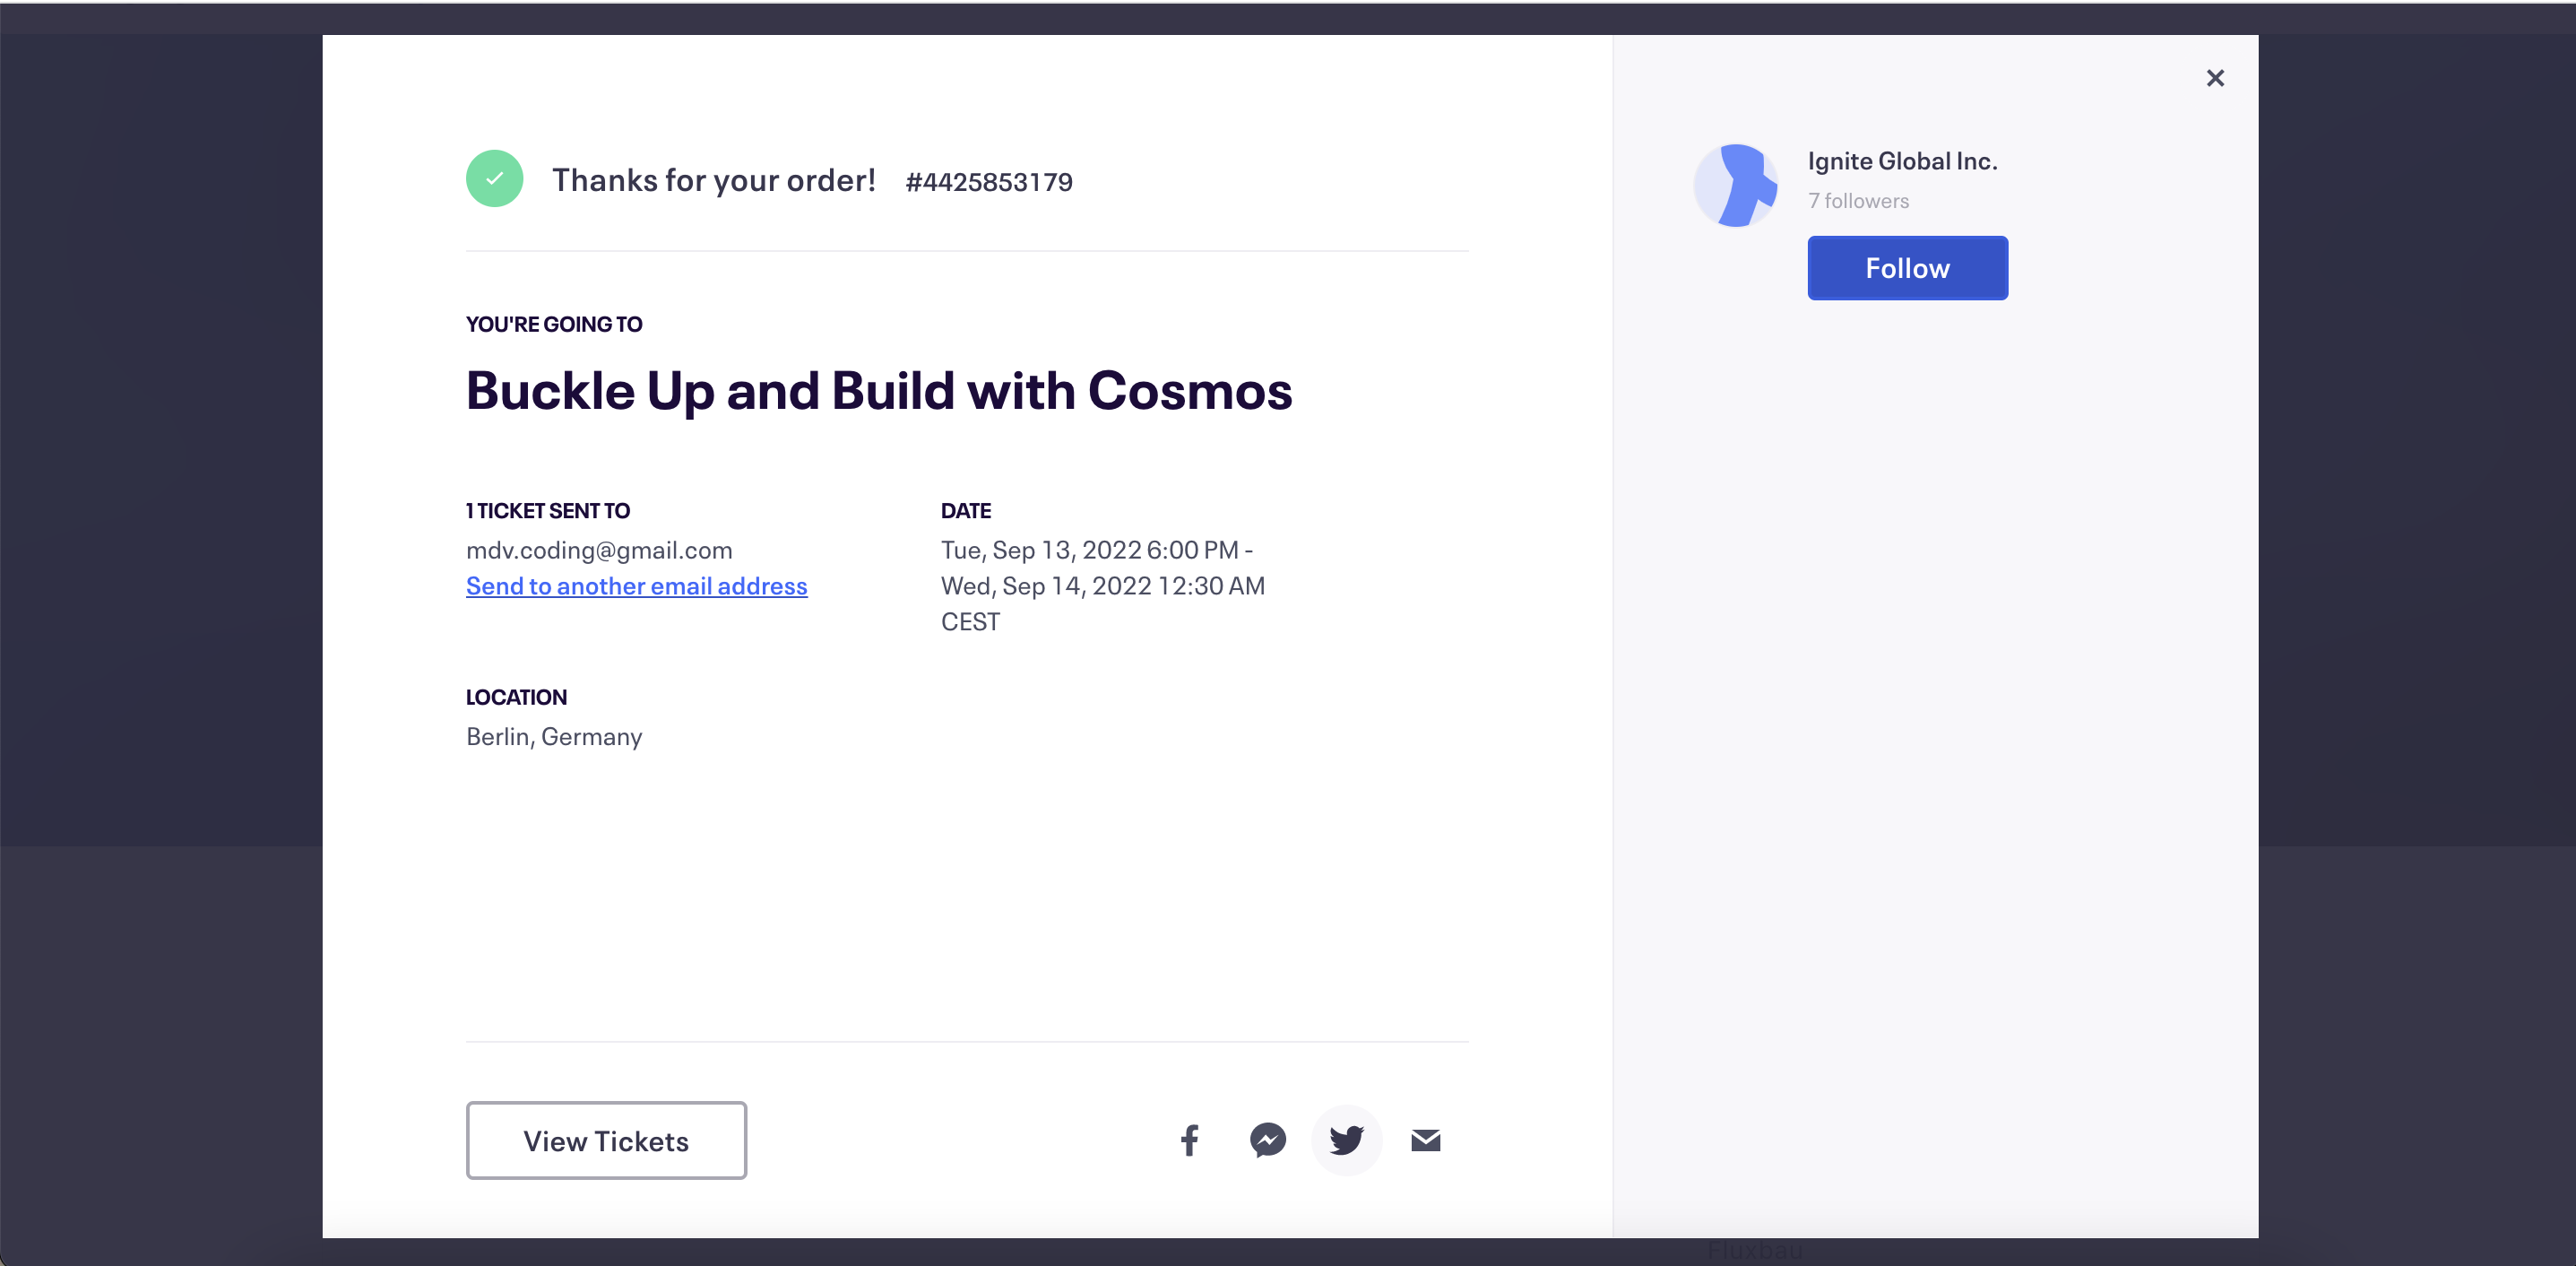 Thanks for your order! #4425853179
YOU'RE GOING TO
Buckle Up and Build with Cosmos
1 TICKET SENT TO
mdv.coding@gmail.com
Send to another email address
DATE
Tue, Sep 13, 2022 6:00 PM -
Wed, Sep 14, 2022 12:30 AM
CEST
LOCATION
Berlin, Germany
View Tickets
Ignite Global Inc.
7 followers
Follow
Fluxbau